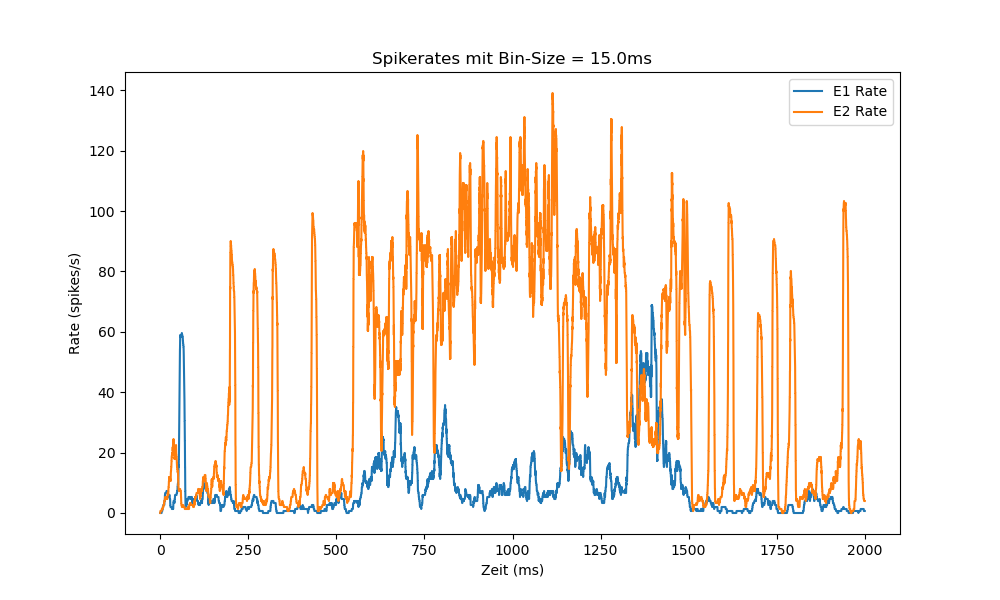 Spikerates mit Bin-Size = 15.0ms
E1 Rate
E2 Rate
140
120
100
80
60
40
20
0
Rate (spikes/s)
0 250 500 750 1000 1250 1500 1750 2000
Zeit (ms)